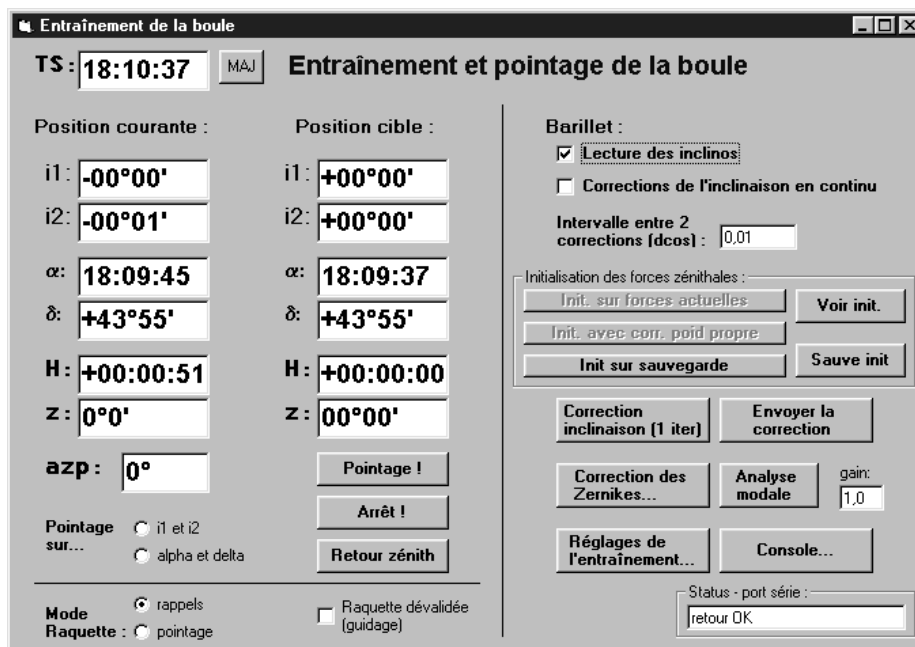 Entraînement de la boule
TS: 18:10:37 MAJ Entraînement et pointage de la boule
Position courante :
i1: -00°00'
i2: -00°01'
α: 18:09:45
δ: +43°55'
H: +00:00:51
z: 0°0'
azp: 0°
Pointage sur...
i1 et i2
alpha et delta
Mode Raquette :
rappels
pointage
Position cible :
i1: +00°00'
i2: +00°00'
α: 18:09:37
δ: +43°55'
H: +00:00:00
z: 00°00'
Pointage !
Arrêt !
Retour zénith
Raquette dévalidée
(guidage)
Barillet :
Lecture des inclinos
Corrections de l'inclinaison en continu
Intervalle entre 2
corrections (dcos) : 0,01
Initialisation des forces zénithales :
Init. sur forces actuelles
Init. avec corr. poid propre
Init sur sauvegarde
Voir init.
Sauve init
Correction
inclinaison (1 iter)
Envoyer la
correction
Correction des
Zernikes...
Analyse
modale
gain:
1,0
Réglages de
l'entraînement...
Console...
Status - port série :
retour OK